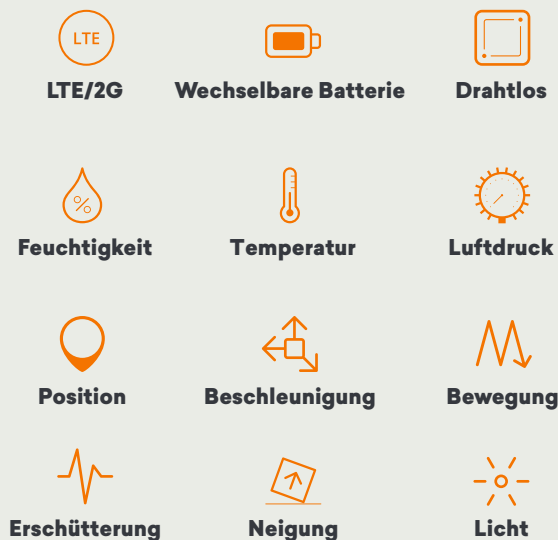 LTE
LTE/2G
Wechselbare Batterie
Drahtlos
%
Feuchtigkeit
Temperatur
Luftdruck
Position
Beschleunigung
Bewegung
Erschütterung
Neigung
Licht